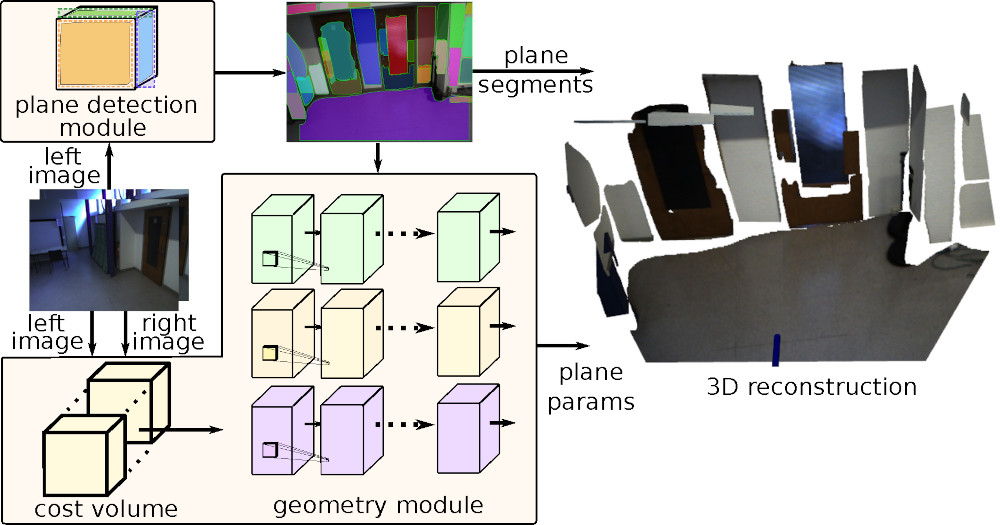 plane detection
module
plane
segments
left
image
left
image
right
image
plane
params
3D reconstruction
cost volume
geometry module